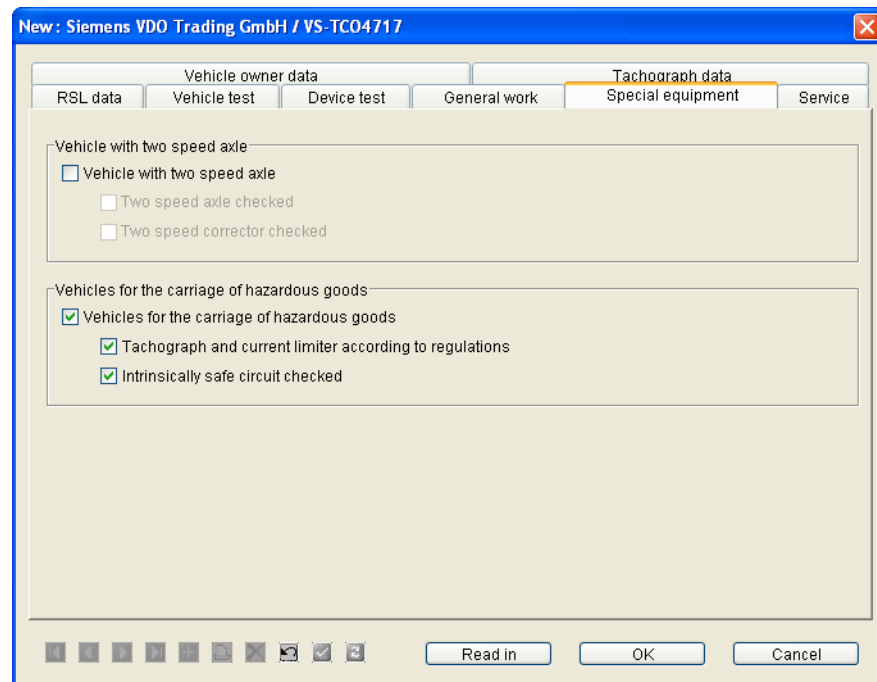 New: Siemens VDO Trading GmbH / VS-TCO4717
Vehicle owner data Tachograph data
RSL data Vehicle test Device test General work Special equipment Service
Vehicle with two speed axle
Vehicle with two speed axle
Two speed axle checked
Two speed corrector checked
Vehicles for the carriage of hazardous goods
Vehicles for the carriage of hazardous goods
Tachograph and current limiter according to regulations
Intrinsically safe circuit checked
Read in OK Cancel